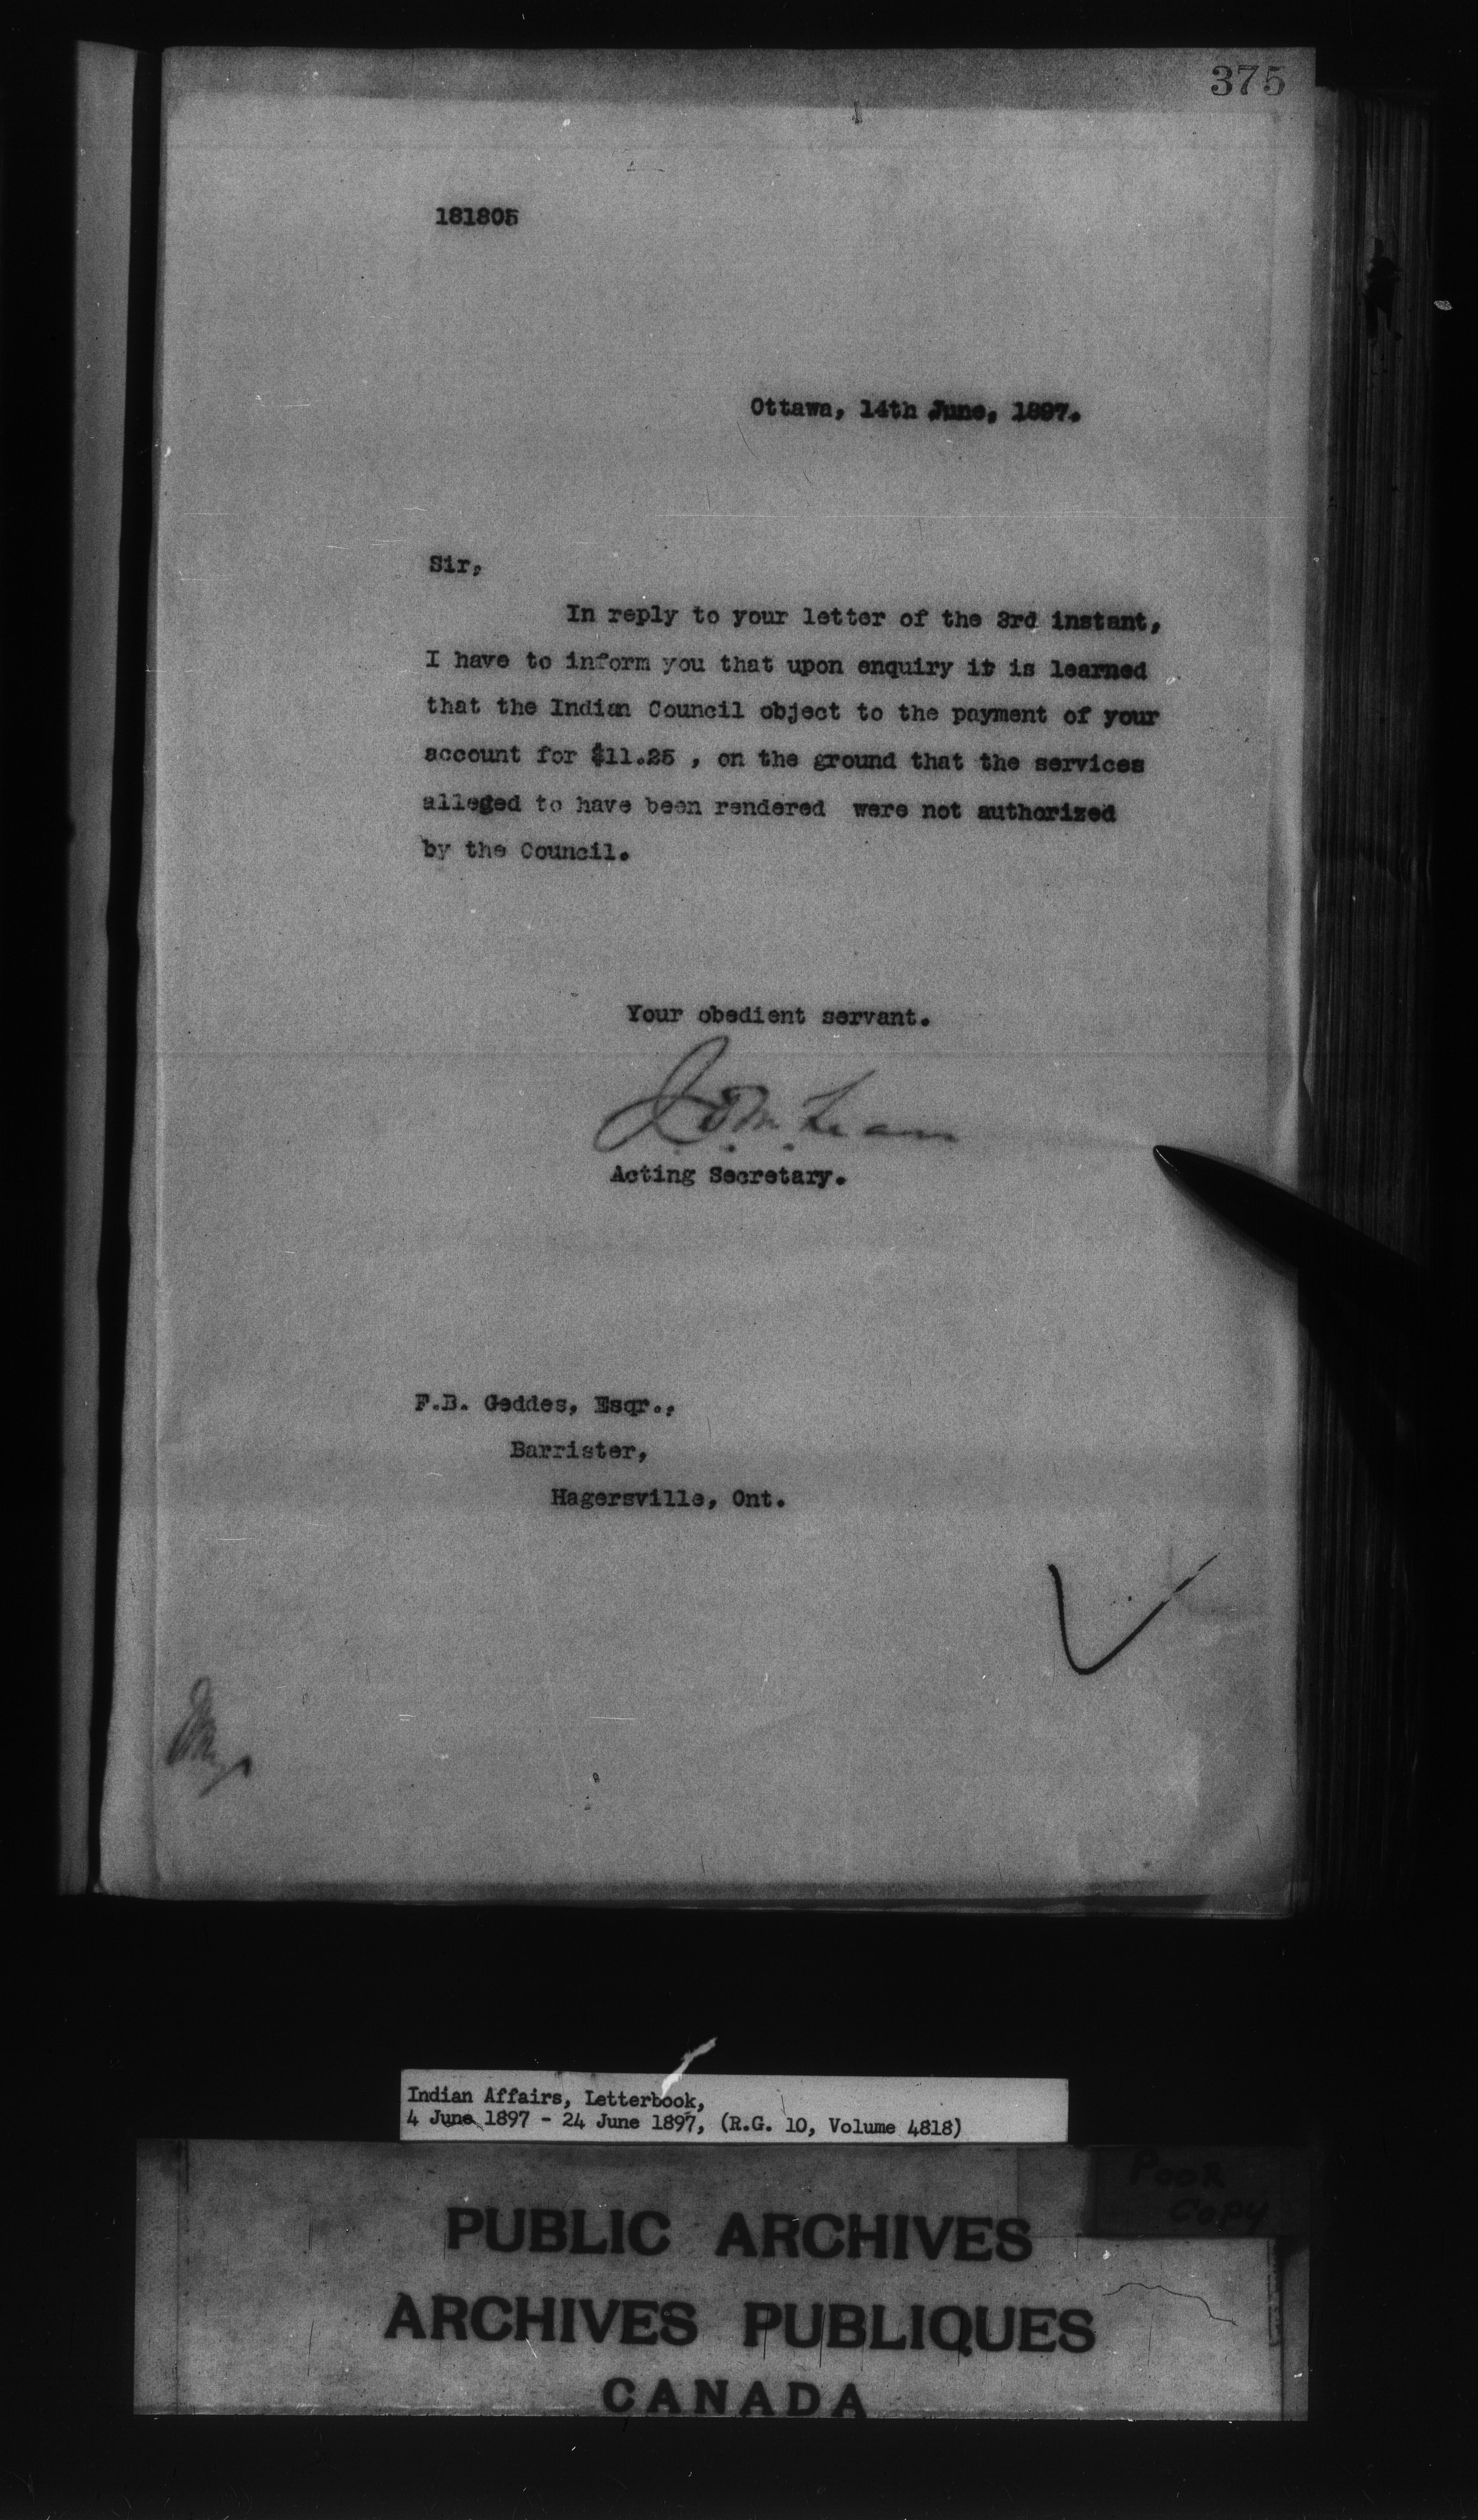 375
181805
Ottawa, 14th June, 1897.
Sir,
In reply to your letter of the 3rd instant,
I have to inform you that upon enquiry it is learned
that the Indian Council object to the payment of your
account for $11.25 , on the ground that the services
alleged to have been rendered were not authorized
by the Council.
Your obedient servant.
Acting Secretary.
F.B. Geddes, Esqr.,
Barrister,
Hagersville, Ont.
Indian Affairs, Letterbook,
4 June 1897 - 24 June 1897, (R.G. 10, Volume 4818)
POOR
COPY
PUBLIC ARCHIVES
ARCHIVES PUBLIQUES
CANADA